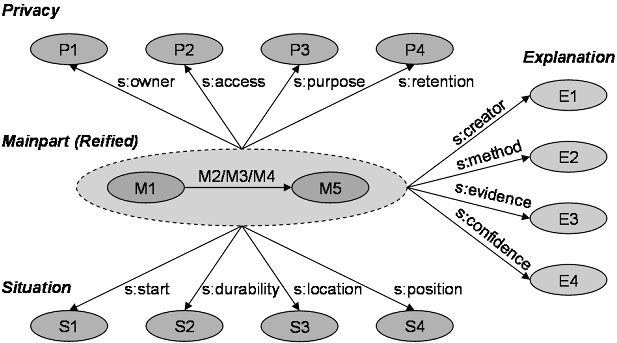 Privacy
P1 P2 P3 P4
s:owner s:access s:purpose s:retention
Explanation
E1
s:creator
Mainpart (Reified)
s:method
E2
M1 M2/M3/M4 M5
s:evidence
E3
s:confidence
E4
Situation
s:start s:durability s:location s:position
S1 S2 S3 S4